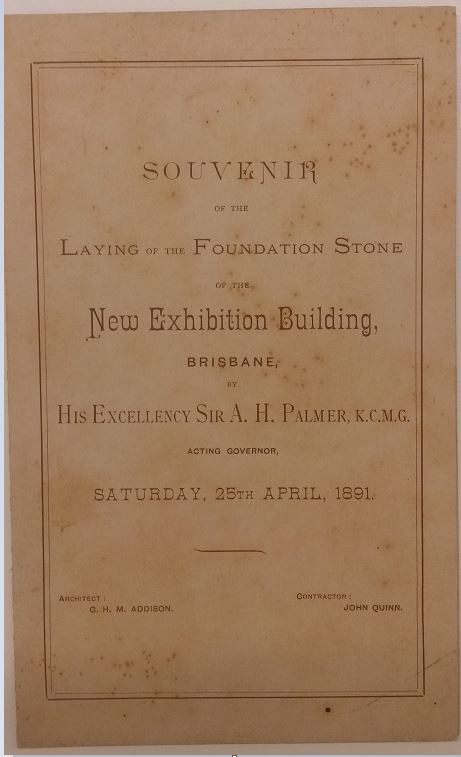 SOUVENIR
OF THE
LAYING OF THE FOUNDATION STONE
OF THE
New Exhibition Building,
BRISBANE,
BY
HIS EXCELLENCY SIR A. H. PALMER, K.C.M.G.
ACTING GOVERNOR,
SATURDAY, 25TH APRIL, 1891.
ARCHITECT:
G. H. M. ADDISON.
CONTRACTOR:
JOHN QUINN.